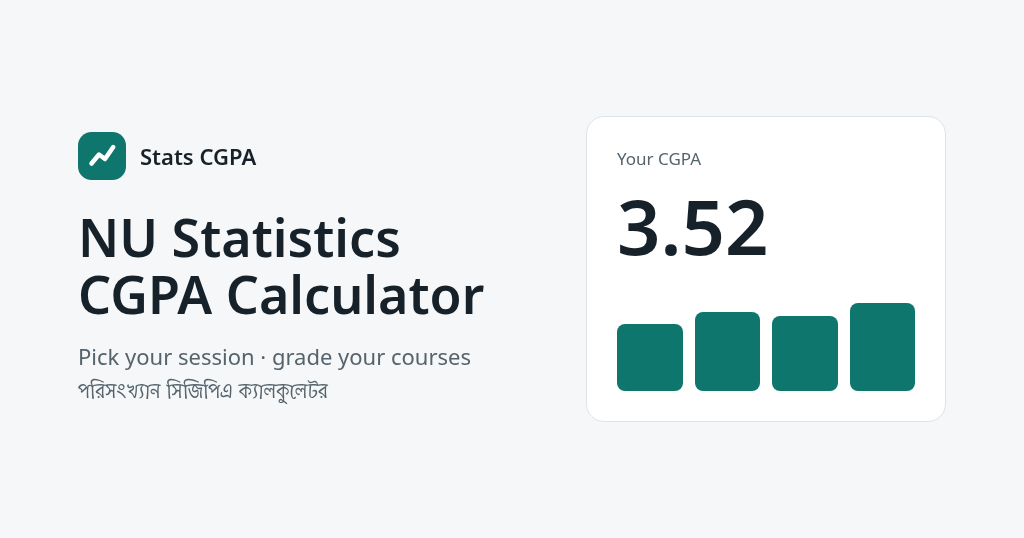 Stats CGPA
NU Statistics
CGPA Calculator
Pick your session · grade your courses
পরিসংখ্যান সিজিপিএ ক্যালকুলেটর
Your CGPA
3.52